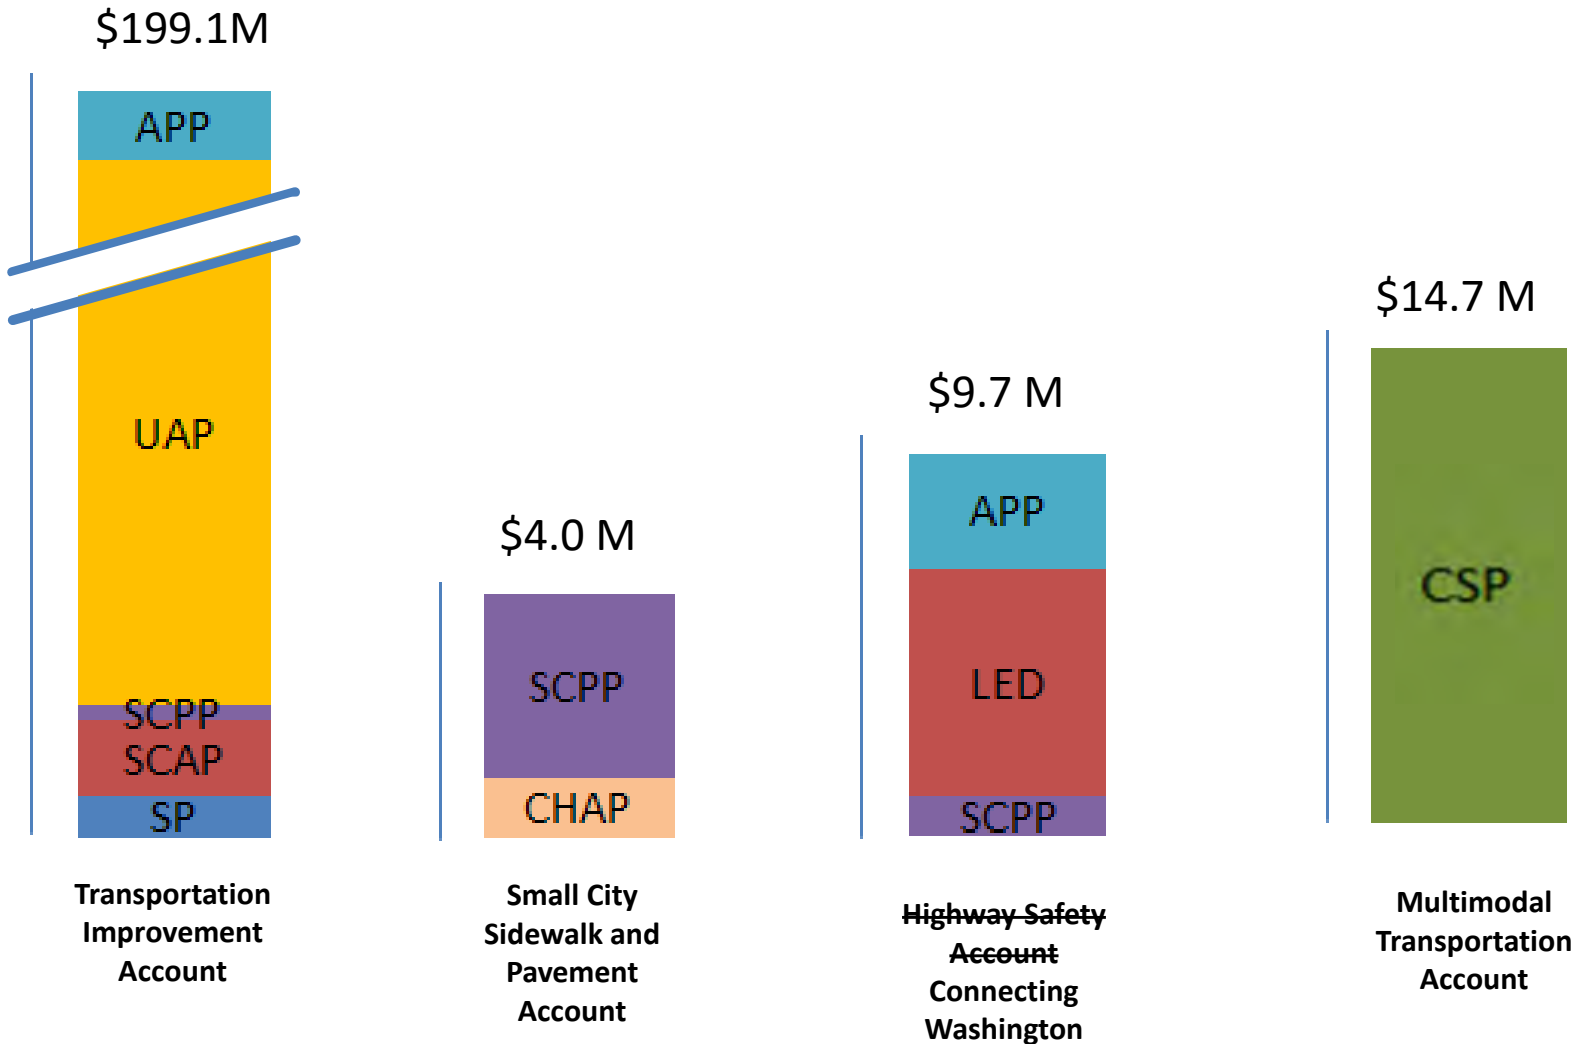 $199.1M
APP
UAP
SCPP
SCAP
SP
Transportation
Improvement
Account
$4.0 M
SCPP
CHAP
Small City
Sidewalk and
Pavement
Account
$9.7 M
APP
LED
SCPP
Highway Safety
Account
Connecting
Washington
$14.7 M
CSP
Multimodal
Transportation
Account